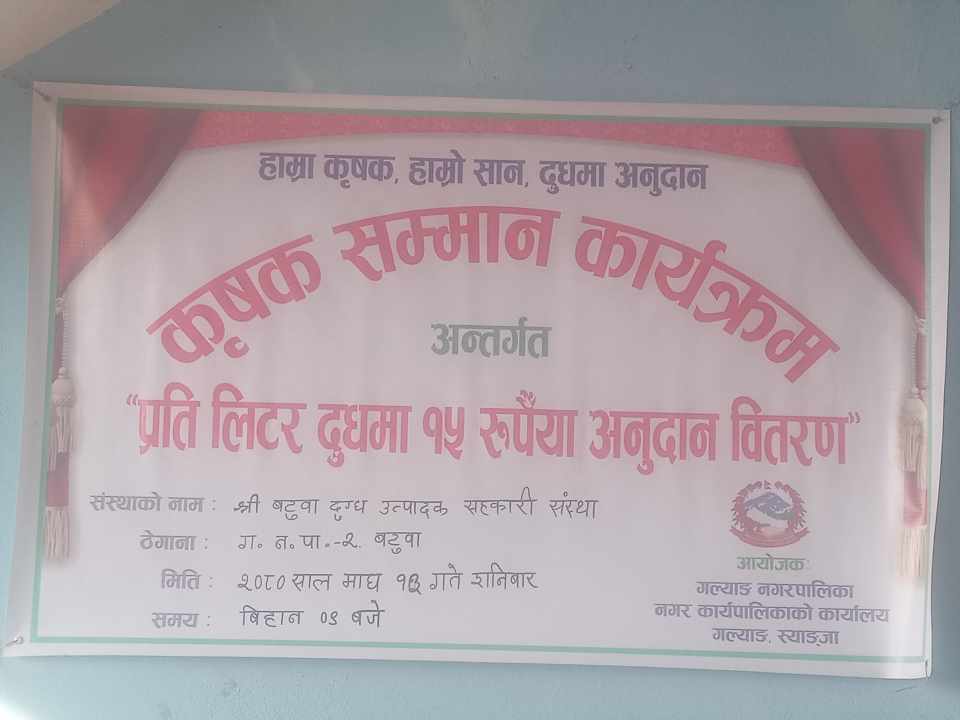 हाम्रा कृषक, हाम्रो सान, दुधमा अनुदान
कृषक सम्मान कार्यक्रम
अन्तर्गत
“प्रति लिटर दुधमा १५ रुपैंया अनुदान वितरण”
संस्थाको नाम : श्री बटुवा दुग्ध उत्पादक सहकारी संस्था
ठेगाना : ग. न. पा.-२. बटुवा
मिति : २०८० साल माघ १३ गते शनिबार
समय : बिहान ०९ बजे
आयोजक:
गल्याङ नगरपालिका
नगर कार्यपालिकाको कार्यालय
गल्याङ, स्याङ्जा